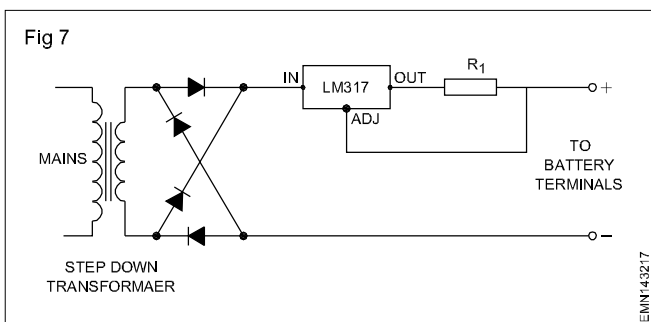 Fig 7
IN
LM317
OUT
R1
ADJ
+
MAINS
TO
BATTERY
TERMINALS
–
STEP DOWN
TRANSFORMAER
EMN143217